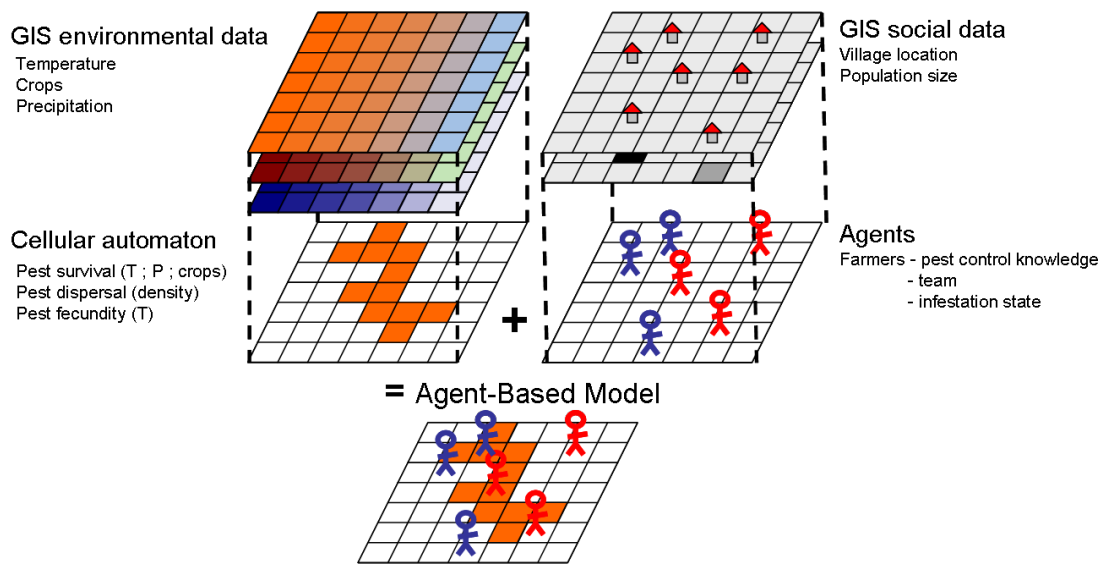 GIS environmental data
Temperature
Crops
Precipitation
GIS social data
Village location
Population size
Cellular automaton
Pest survival (T ; P ; crops)
Pest dispersal (density)
Pest fecundity (T)
+
Agents
Farmers - pest control knowledge
- team
- infestation state
= Agent-Based Model